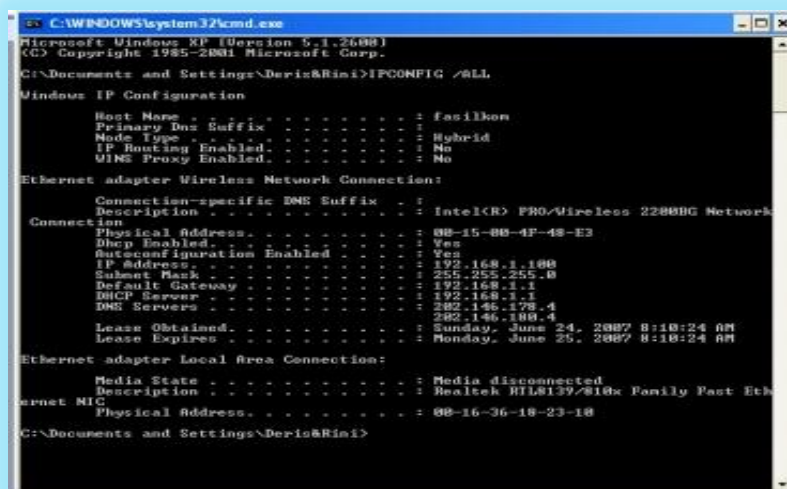 C:\WINDOWS\system32\cmd.exe
Microsoft Windows XP [Version 5.1.2600]
(C) Copyright 1985-2001 Microsoft Corp.
C:\Documents and Settings\Deris&Rini>IPCONFIG /ALL
Windows IP Configuration
Host Name . . . . . . . . . . . . : fasilkom
Primary Dns Suffix . . . . . . . :
Node Type . . . . . . . . . . . . : Hybrid
IP Routing Enabled. . . . . . . . : No
WINS Proxy Enabled. . . . . . . . : No
Ethernet adapter Wireless Network Connection:
Connection-specific DNS Suffix . :
Description . . . . . . . . . . . : Intel(R) PRO/Wireless 2200BG Network
Connection
Physical Address. . . . . . . . . : 00-15-00-4F-48-E3
Dhcp Enabled. . . . . . . . . . . : Yes
Autoconfiguration Enabled . . . . : Yes
IP Address. . . . . . . . . . . . : 192.168.1.100
Subnet Mask . . . . . . . . . . . : 255.255.255.0
Default Gateway . . . . . . . . . : 192.168.1.1
DHCP Server . . . . . . . . . . . : 192.168.1.1
DNS Servers . . . . . . . . . . . : 202.146.178.4
202.146.180.4
Lease Obtained. . . . . . . . . . : Sunday, June 24, 2007 8:10:24 AM
Lease Expires . . . . . . . . . . : Monday, June 25, 2007 8:10:24 AM
Ethernet adapter Local Area Connection:
Media State . . . . . . . . . . . : Media disconnected
Description . . . . . . . . . . . : Realtek RTL8139/810x Family Fast Eth
ernet NIC
Physical Address. . . . . . . . . : 00-16-36-18-23-10
C:\Documents and Settings\Deris&Rini>